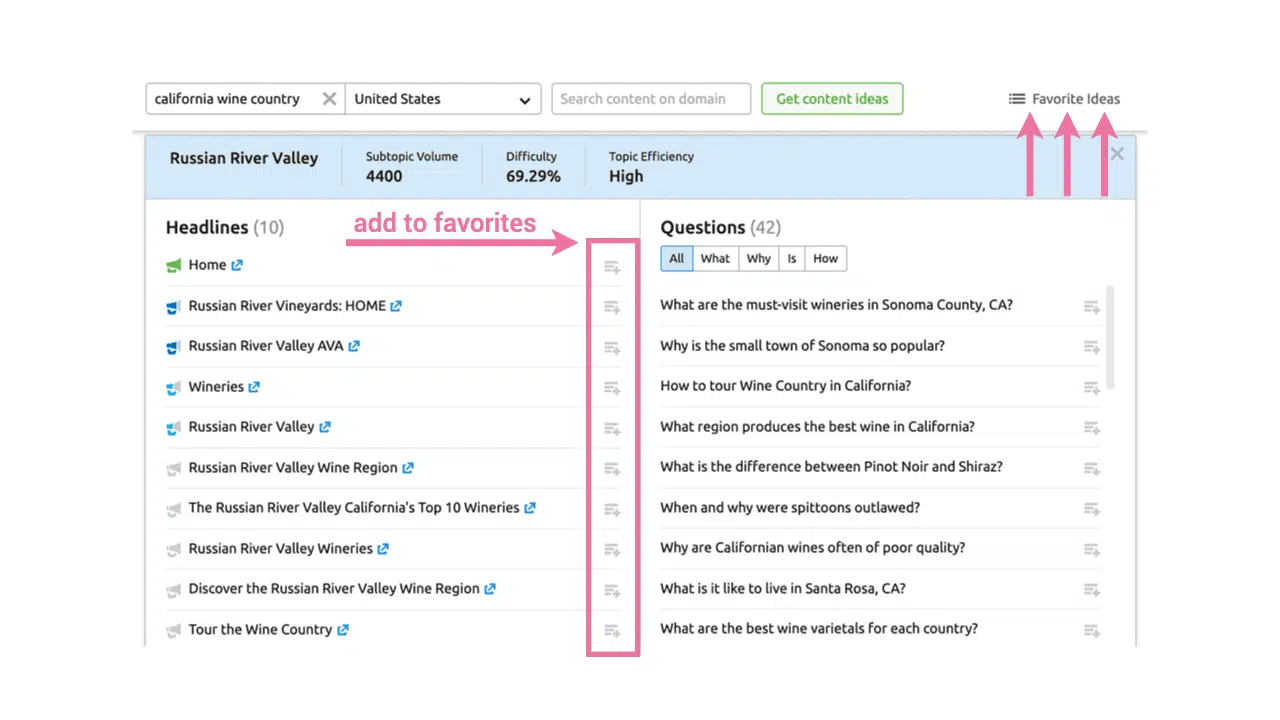 california wine country
United States
Search content on domain
Get content ideas
Favorite Ideas
Russian River Valley
Subtopic Volume
4400
Difficulty
69.29%
Topic Efficiency
High
Headlines (10)
add to favorites
Home
Russian River Vineyards: HOME
Russian River Valley AVA
Wineries
Russian River Valley
Russian River Valley Wine Region
The Russian River Valley California's Top 10 Wineries
Russian River Valley Wineries
Discover the Russian River Valley Wine Region
Tour the Wine Country
Questions (42)
All What Why Is How
What are the must-visit wineries in Sonoma County, CA?
Why is the small town of Sonoma so popular?
How to tour Wine Country in California?
What region produces the best wine in California?
What is the difference between Pinot Noir and Shiraz?
When and why were spittoons outlawed?
Why are Californian wines often of poor quality?
What is it like to live in Santa Rosa, CA?
What are the best wine varietals for each country?